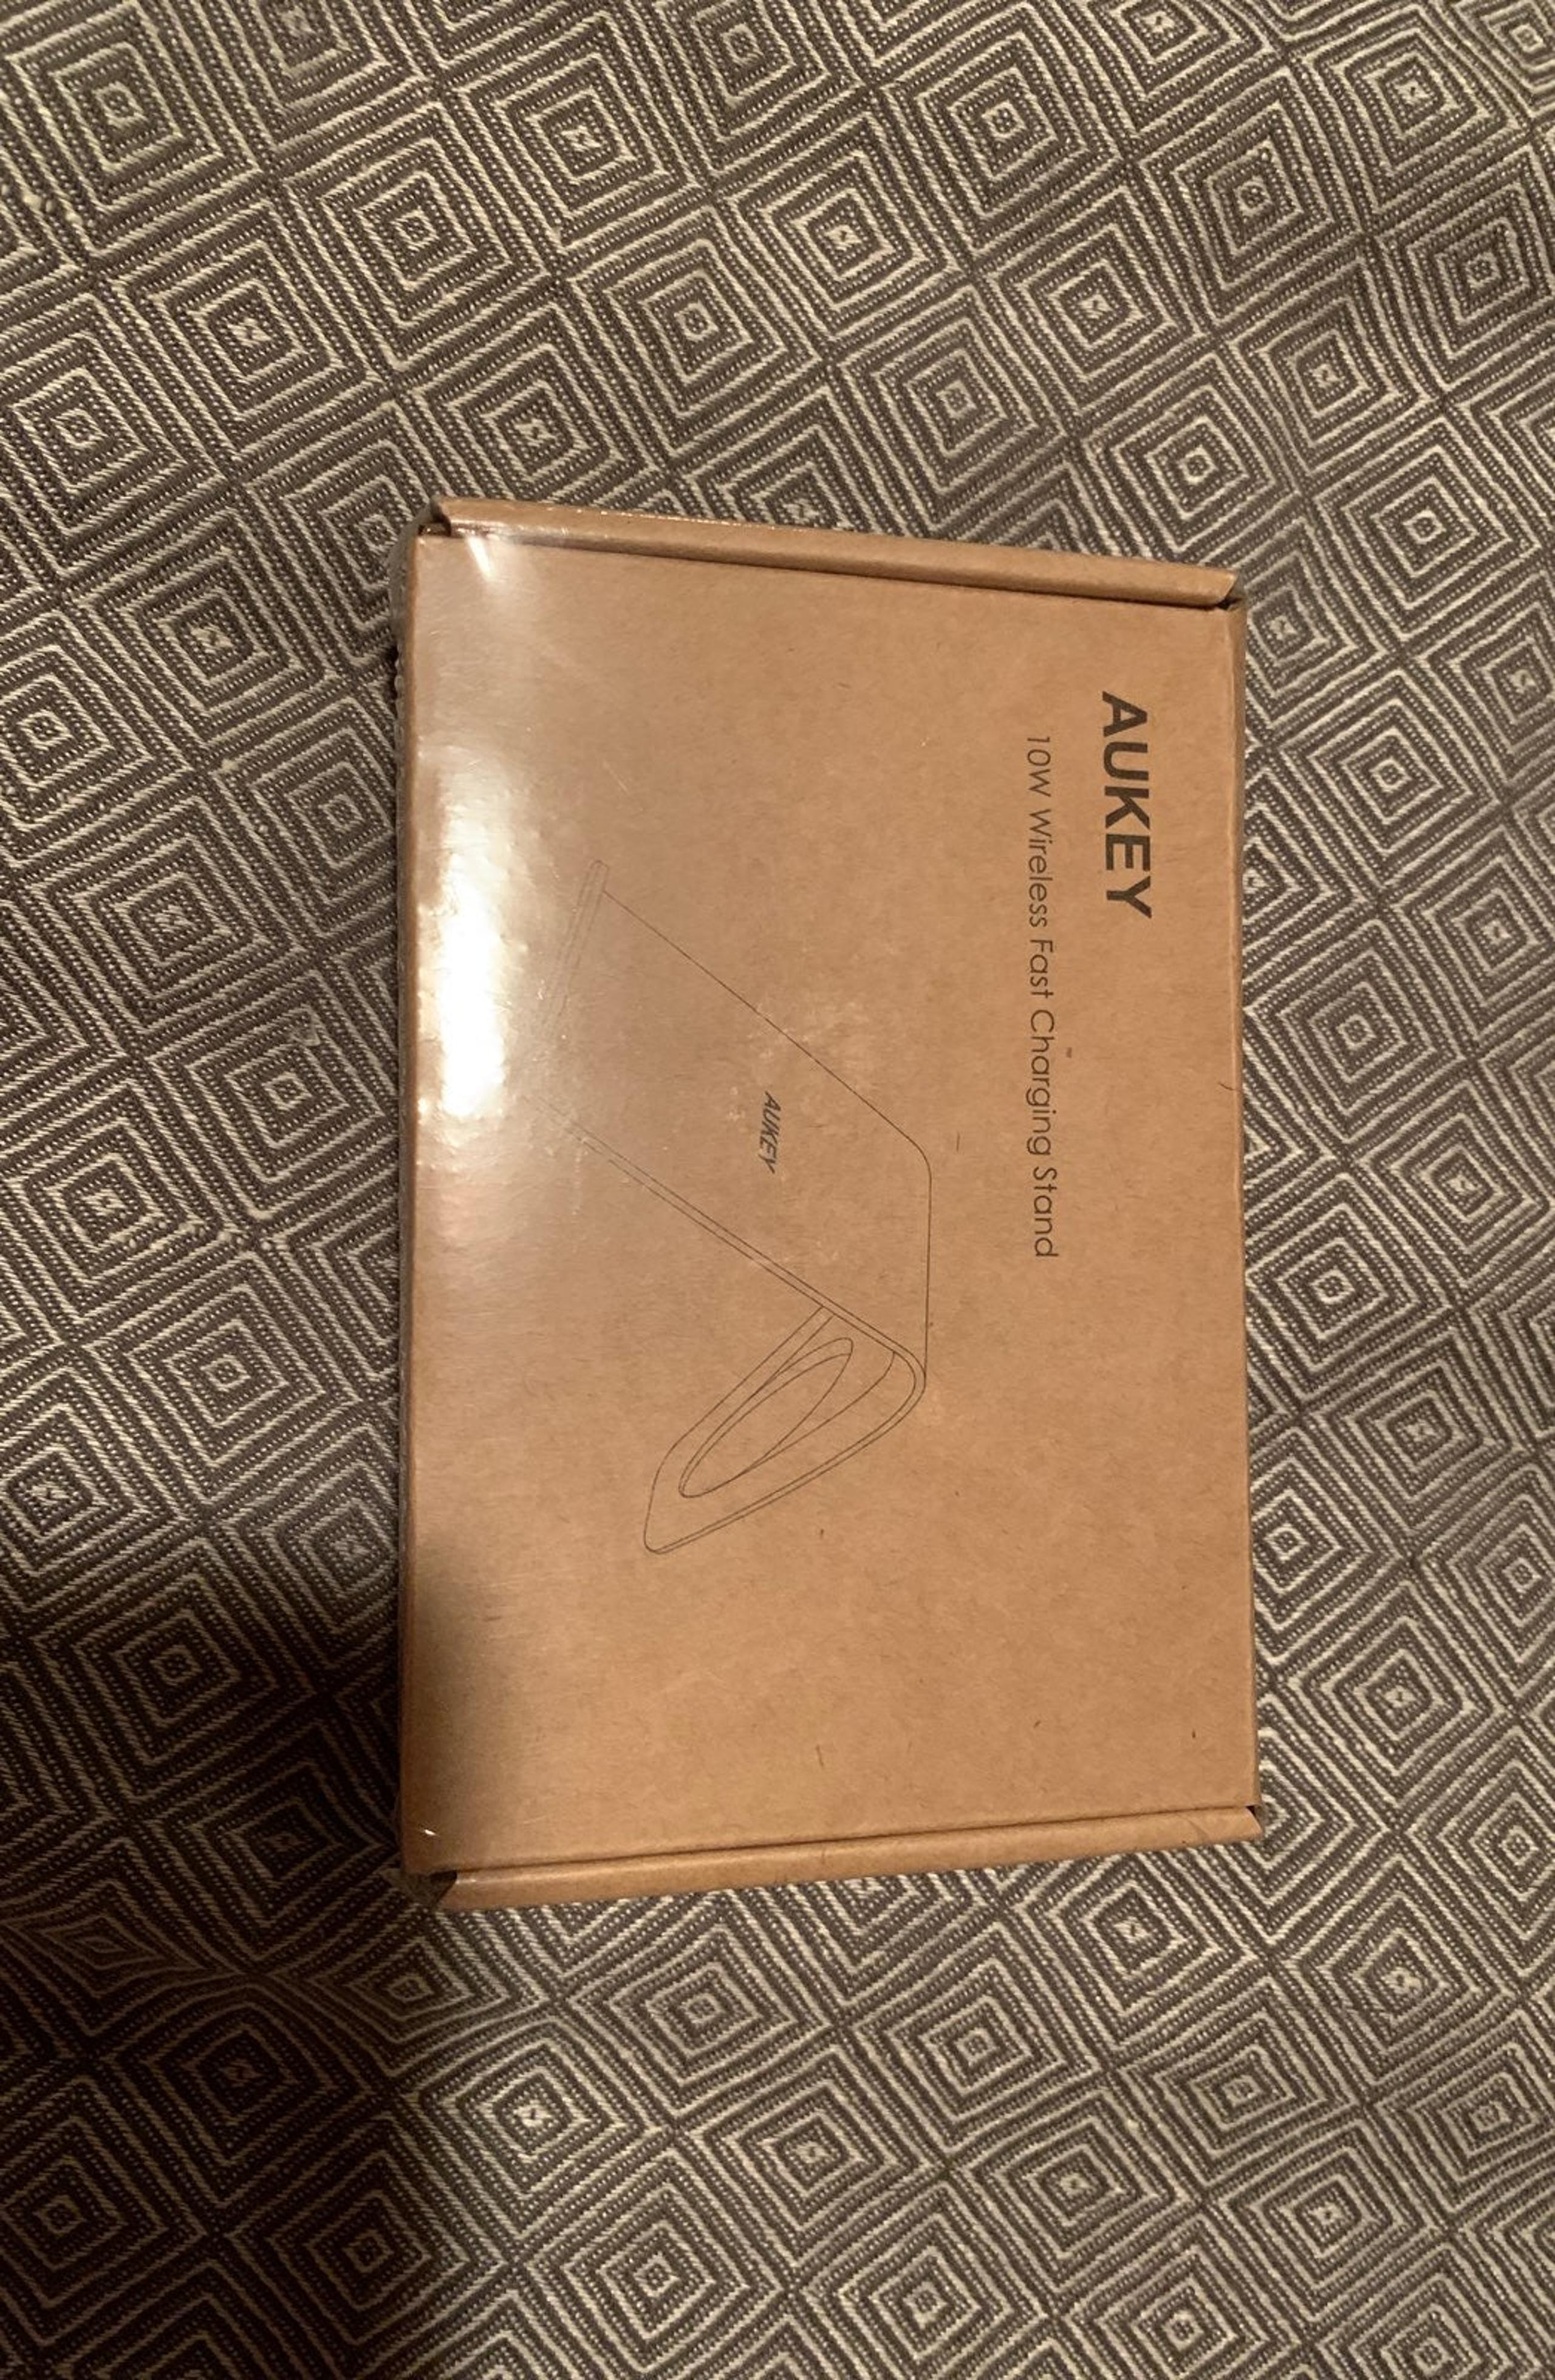 AUKEY
10W Wireless Fast Charging Stand
AUKEY